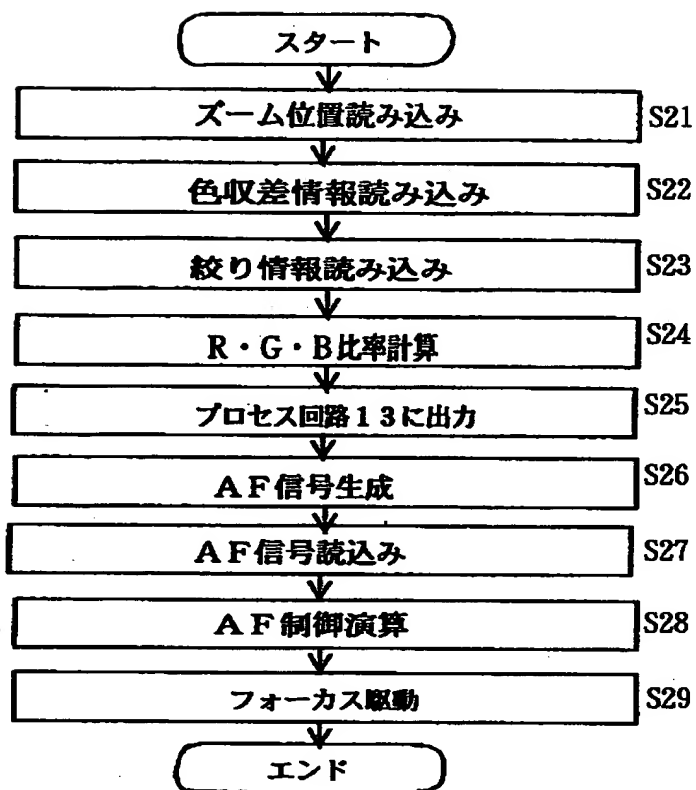 スタート
ズーム位置読み込み S21
色収差情報読み込み S22
絞り情報読み込み S23
R・G・B比率計算 S24
プロセス回路13に出力 S25
AF信号生成 S26
AF信号読込み S27
AF制御演算 S28
フォーカス駆動 S29
エンド